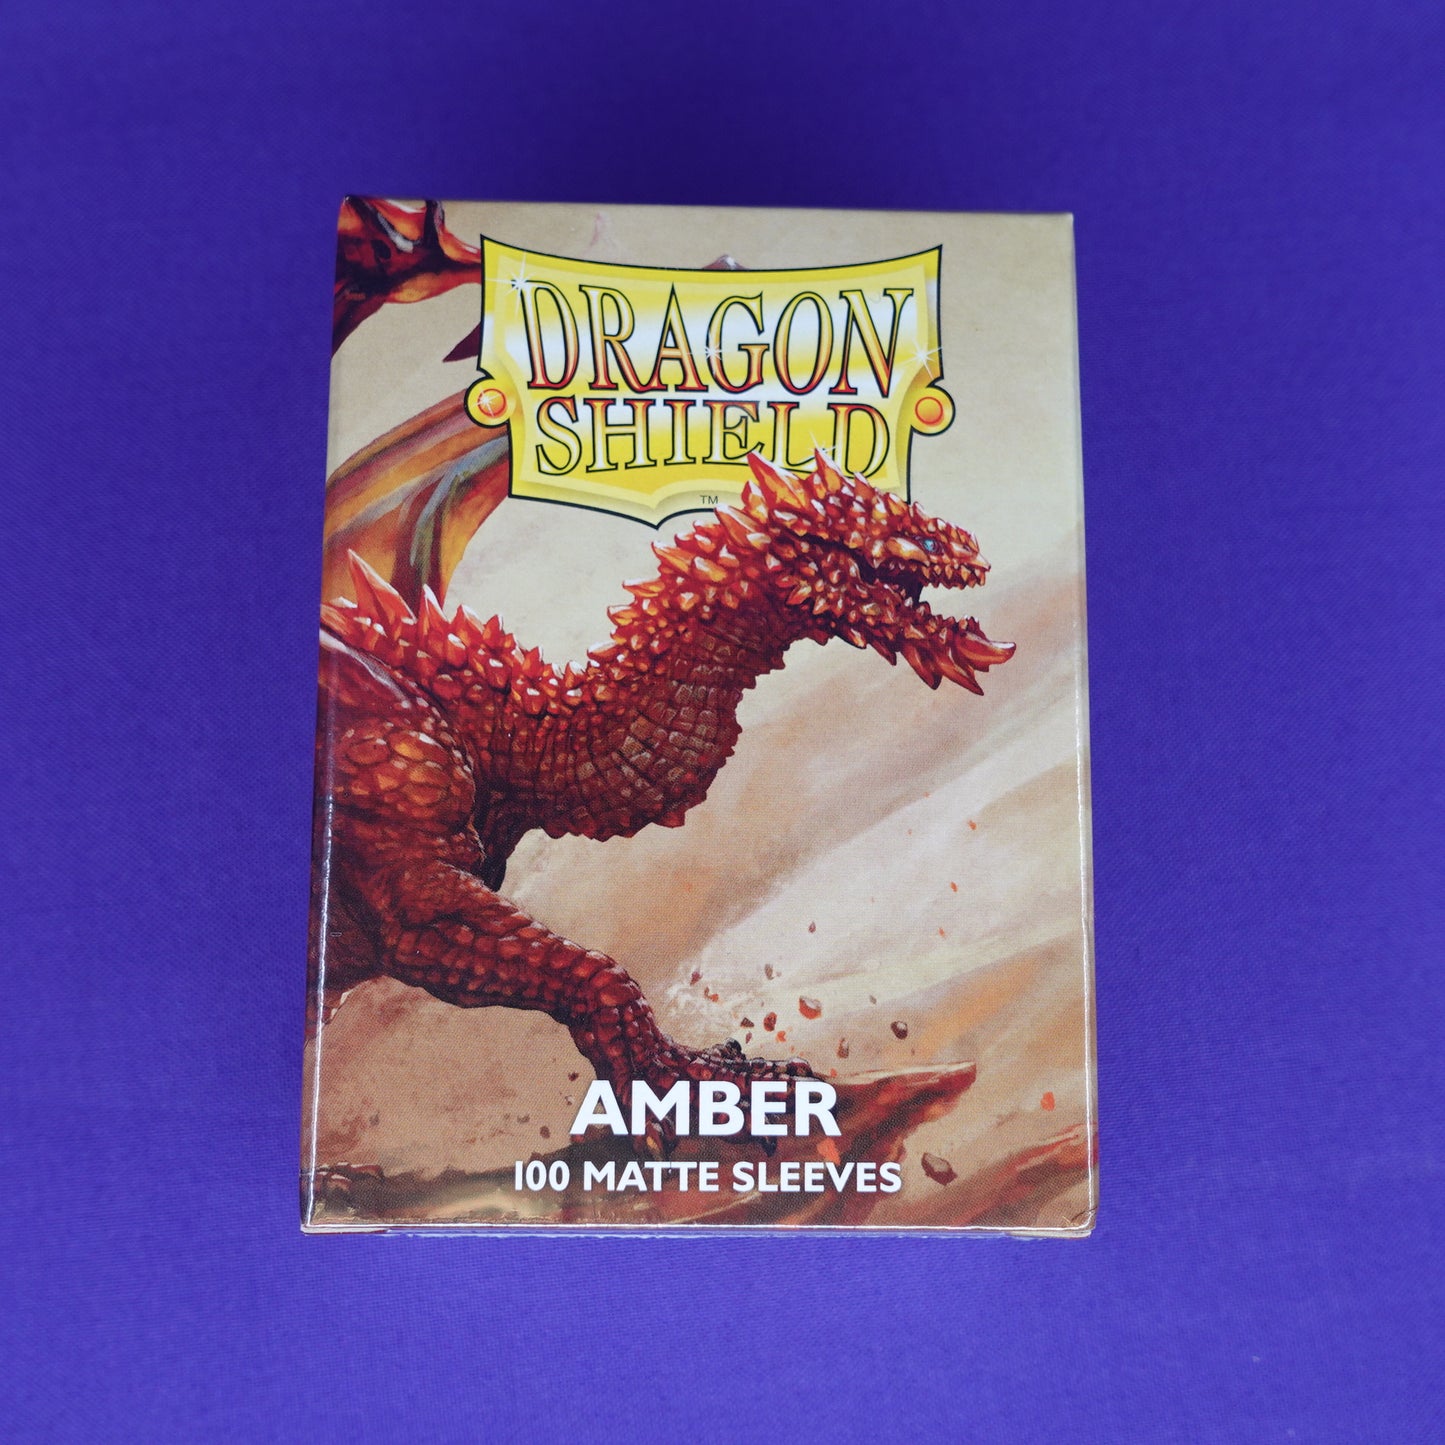 DRAGON
SHIELD
TM
AMBER
100 MATTE SLEEVES